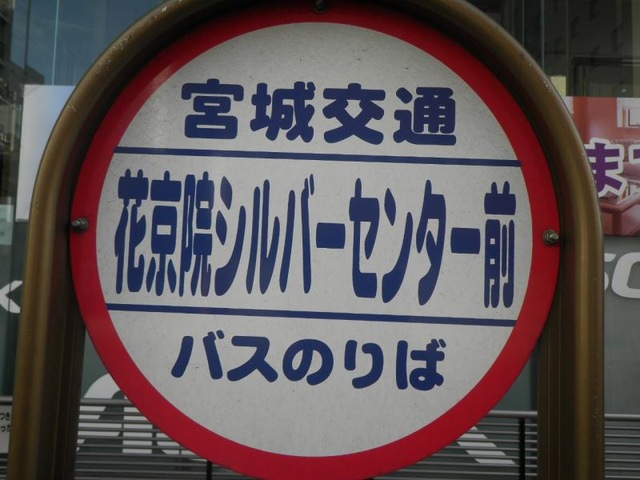 宮城交通
花京院シルバーセンター前
バスのりば